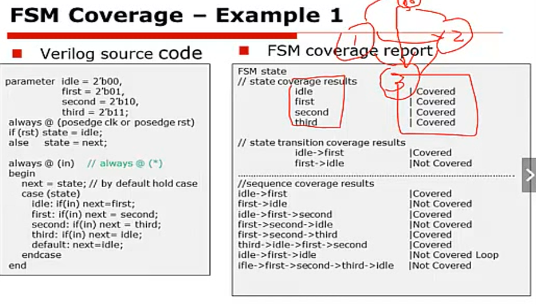 FSM Coverage – Example 1
Verilog source code
parameter idle = 2'b00,
first = 2'b01,
second = 2'b10,
third = 2'b11;
always @ (posedge clk or posedge rst)
if (rst) state = idle;
else state = next;
always @ (in) // always @ (*)
begin
next = state; // by default hold case
case (state)
idle: if(in) next=first;
first: if(in) next = second;
second: if(in) next = third;
third: if(in) next= idle;
default: next=idle;
endcase
end
FSM coverage report
FSM state
// state coverage results
idle | Covered
first | Covered
second | Covered
third | Covered
// state transition coverage results
idle->first |Covered
first->idle |Not Covered
//sequence coverage results
idle->first |Covered
first->idle |Not Covered
idle->first->second |Covered
first->second->idle |Not Covered
first->second->third |Covered
third->idle->first->second |Covered
idle->first->idle |Not Covered Loop
ifle->first->second->third->idle |Not Covered
1
2
3